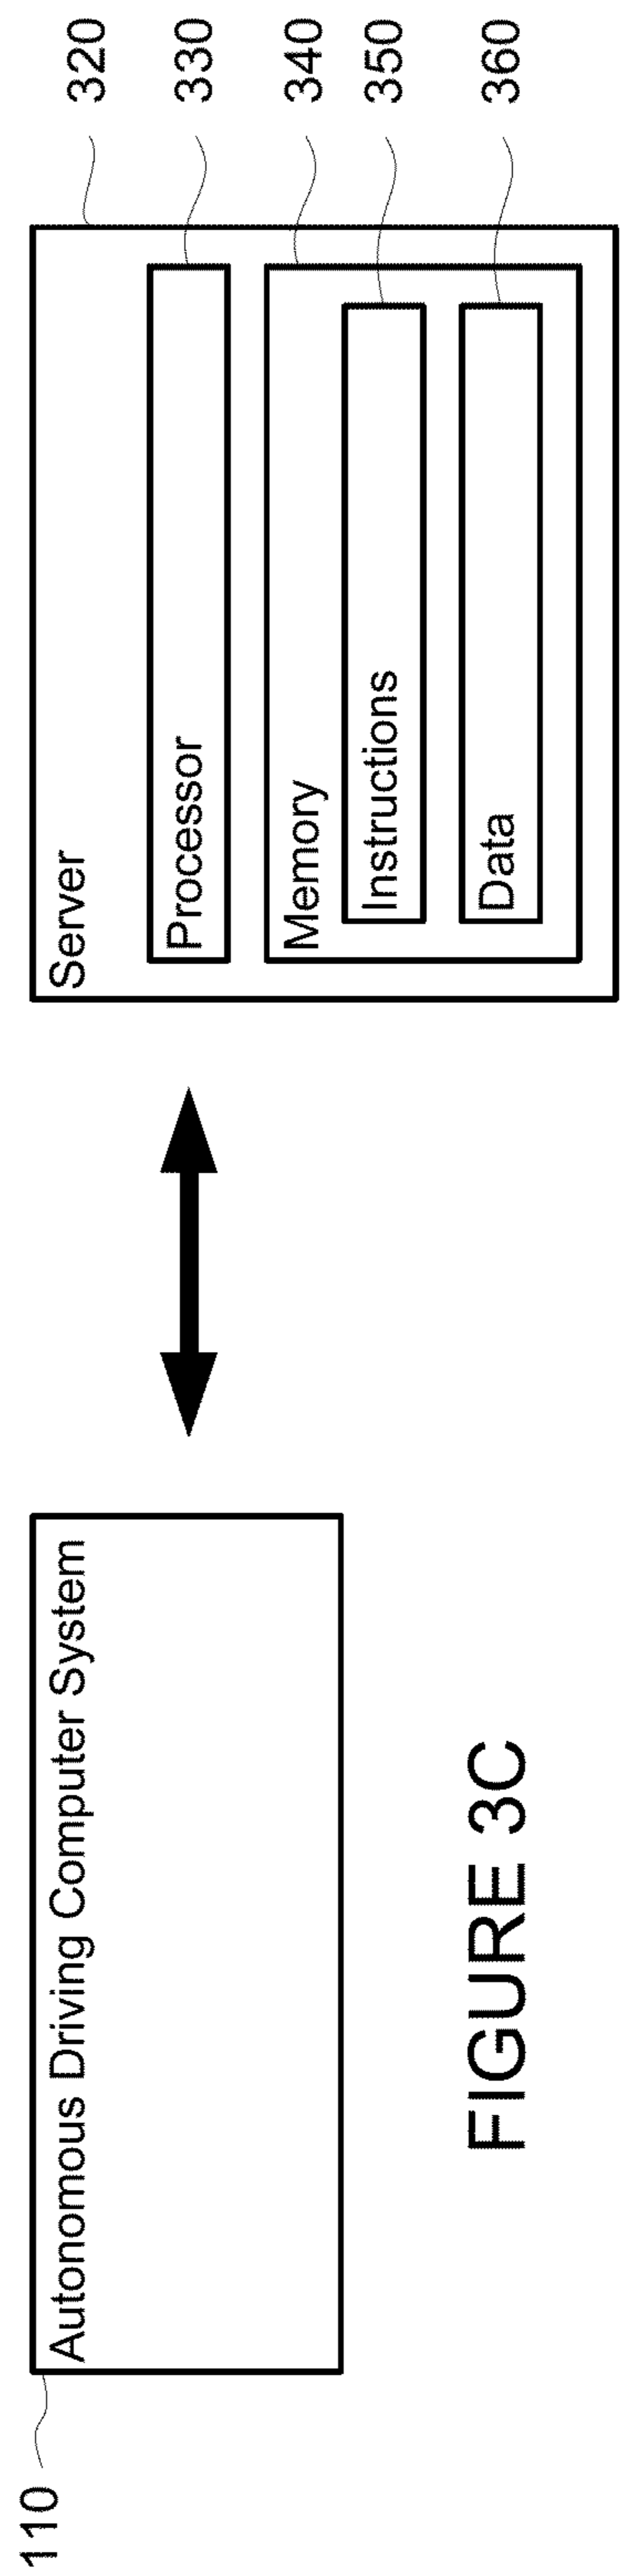 110
Autonomous Driving Computer System
Server
320
Processor
330
Memory
340
Instructions
350
Data
360
FIGURE 3C